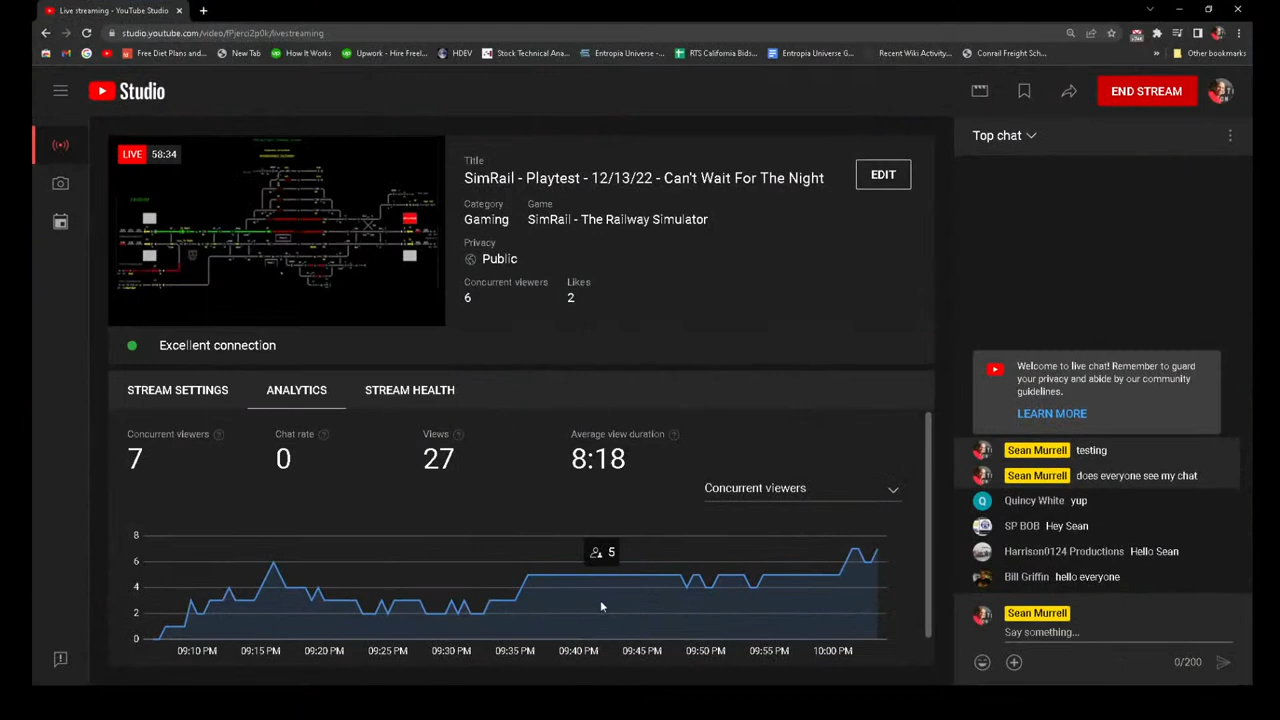 Live streaming - YouTube Studio
studio.youtube.com/video/fPjerciZp0k/livestreaming
Free Diet Plans and... New Tab How It Works Upwork - Hire Freel... HDEV Stock Technical Ana... Entropia Universe -... RTS California Bids... Entropia Universe G... Recent Wiki Activity... Conrail Freight Sch... » Other bookmarks
Studio
END STREAM
LIVE 58:34
Title
SimRail - Playtest - 12/13/22 - Can't Wait For The Night
EDIT
Category Game
Gaming SimRail - The Railway Simulator
Privacy
Public
Concurrent viewers Likes
6 2
Excellent connection
STREAM SETTINGS ANALYTICS STREAM HEALTH
Concurrent viewers Chat rate Views Average view duration
7 0 27 8:18
Concurrent viewers
8
6
4
2
0
5
09:10 PM 09:15 PM 09:20 PM 09:25 PM 09:30 PM 09:35 PM 09:40 PM 09:45 PM 09:50 PM 09:55 PM 10:00 PM
Top chat
Welcome to live chat! Remember to guard
your privacy and abide by our community
guidelines.
LEARN MORE
Sean Murrell testing
Sean Murrell does everyone see my chat
Q Quincy White yup
SP BOB Hey Sean
Harrison0124 Productions Hello Sean
Bill Griffin hello everyone
Sean Murrell
Say something...
0/200